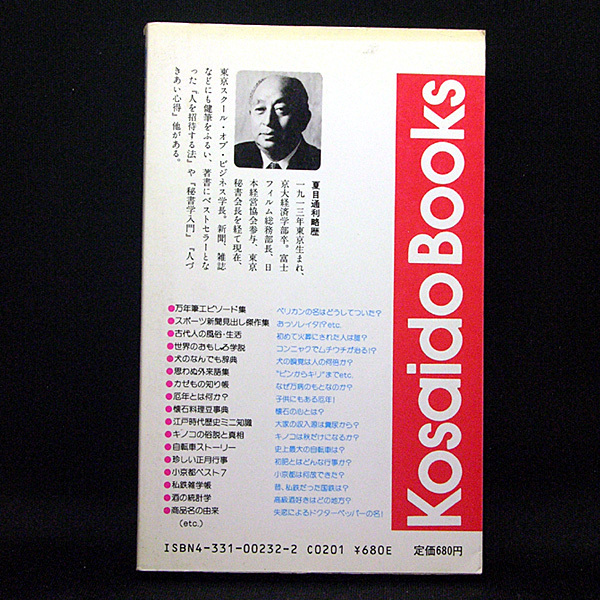 夏目通利略歴
一九一三年東京生まれ、
京大経済学部卒。富士
フィルム総務部長、日
本経営協会参与、東京
秘書会長を経て現在、
東京スクール・オブ・ビジネス学長。新聞、雑誌
などにも健筆をふるい、著書にベストセラーとな
った『人を招待する法』や『秘書学入門』『人づ
きあい心得』他がある。
Kosaido Books
●万年筆エピソード集 ペリカンの名はどうしてついた?
●スポーツ新聞見出し傑作集 おっソレイタ!?etc.
●古代人の風俗・生活 初めて火葬にされた人は誰?
●世界のおもしろ学説 コンニャクでムチウチが治る!?
●犬のなんでも辞典 犬の嗅覚は人の何倍か?
●思わぬ外来語集 "ピンからキリ"までetc.
●カゼもの知り帳 なぜ万病のもとなのか?
●厄年とは何か? 子供にもある厄年!
●懐石料理豆事典 懐石の心とは?
●江戸時代歴史ミニ知識 大家の収入源は糞尿から?
●キノコの俗説と真相 キノコは秋だけになるか?
●自転車ストーリー 史上最大の自転車は?
●珍しい正月行事 初肥とはどんな行事か?
●小京都ベスト7 小京都は何故できた?
●私鉄雑学帳 昔、私鉄だった国鉄は?
●酒の統計学 高級酒好きはどの地方?
●商品名の由来 失恋によるドクターペッパーの名!
(etc.)
ISBN4-331-00232-2 C0201 ¥680E 定価680円